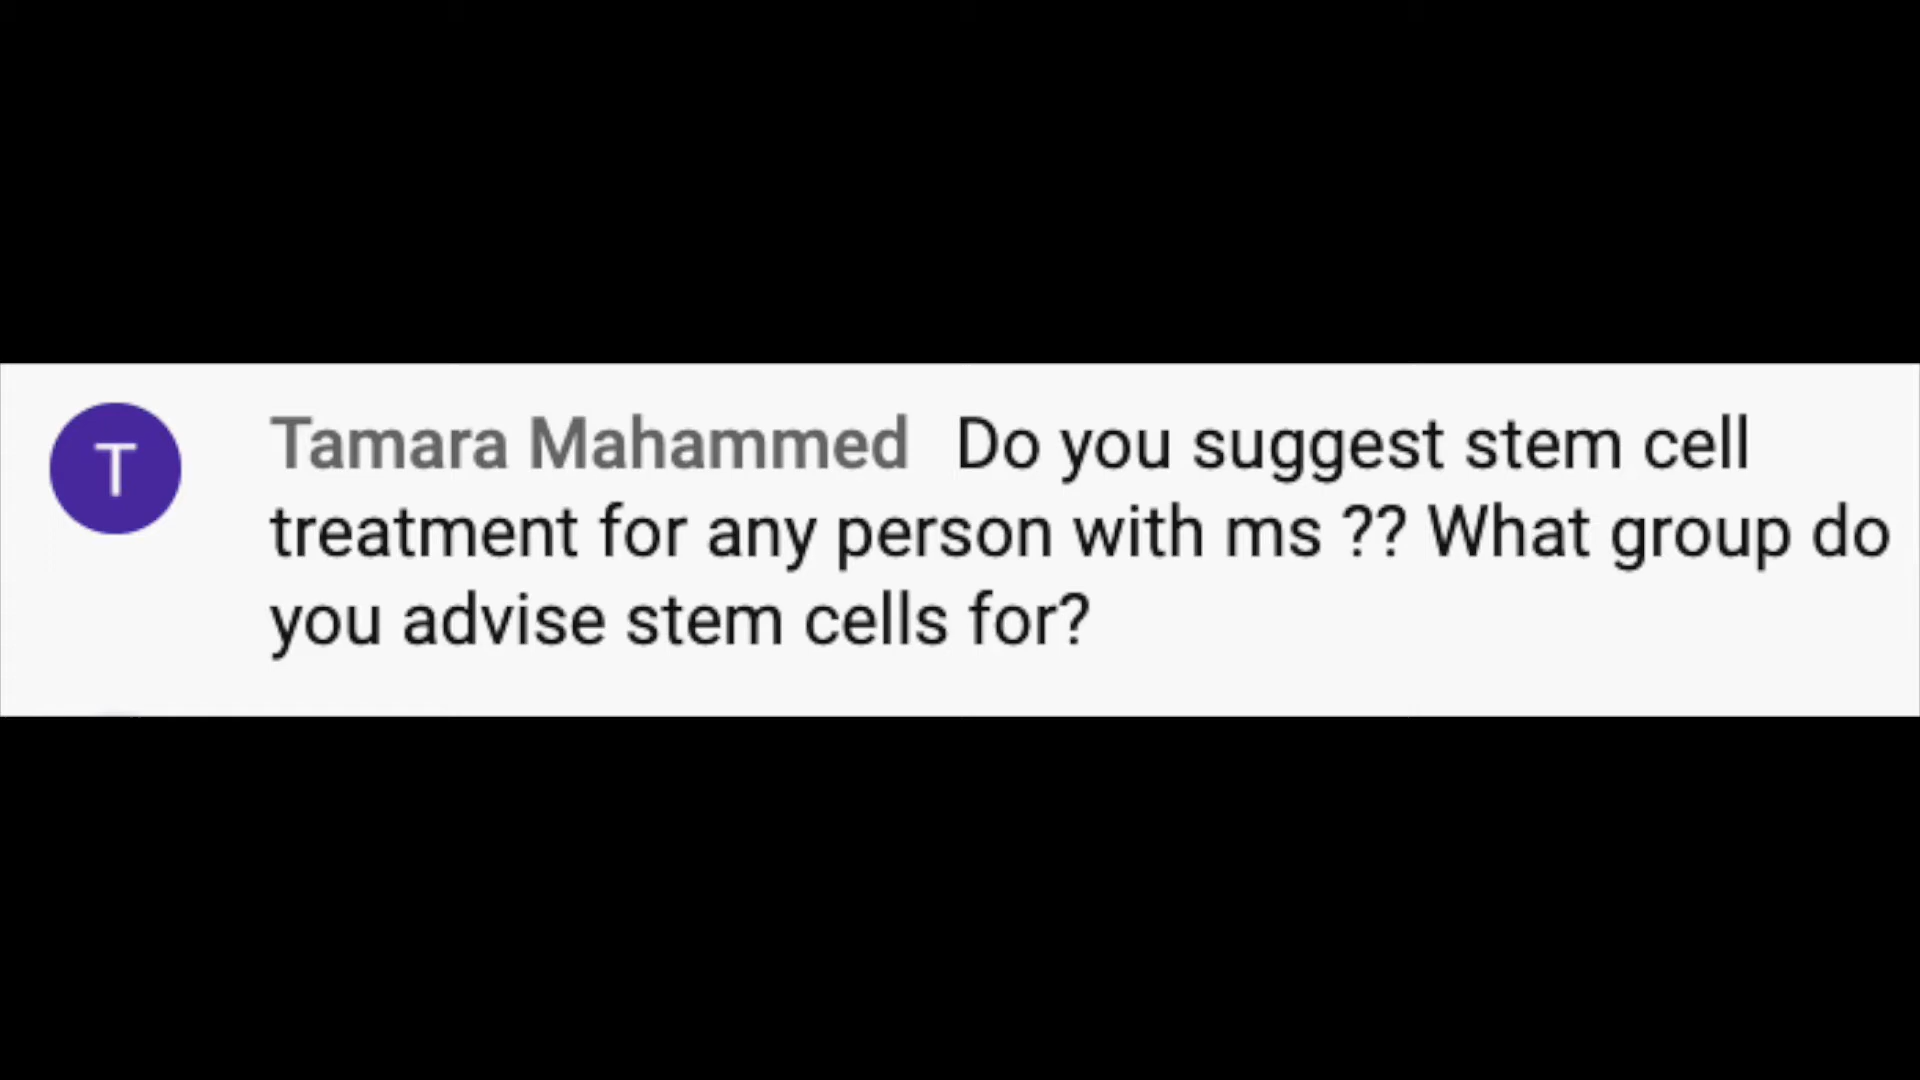 T
Tamara Mahammed Do you suggest stem cell
treatment for any person with ms ?? What group do
you advise stem cells for?